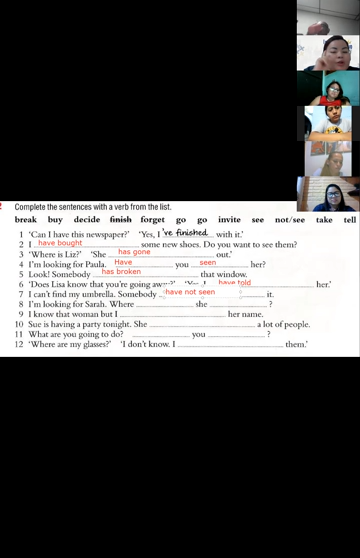 2 Complete the sentences with a verb from the list.
break buy decide finish forget go go invite see not/see take tell
1 'Can I have this newspaper?' 'Yes, I 've finished with it.'
2 I have bought some new shoes. Do you want to see them?
3 'Where is Liz?' 'She has gone out.'
4 I'm looking for Paula. Have you seen her?
5 Look! Somebody has broken that window.
6 'Does Lisa know that you're going away?' 'Yes, I have told her.'
7 I can't find my umbrella. Somebody have not seen it.
8 I'm looking for Sarah. Where she ?
9 I know that woman but I her name.
10 Sue is having a party tonight. She a lot of people.
11 What are you going to do? you ?
12 'Where are my glasses?' 'I don't know. I them.'